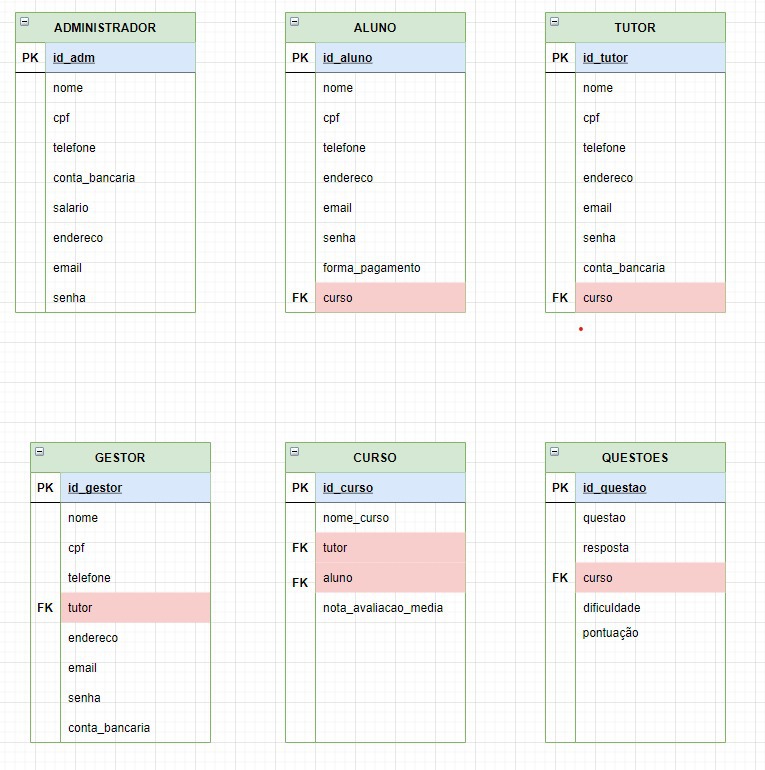 ADMINISTRADOR
PK id_adm
nome
cpf
telefone
conta_bancaria
salario
endereco
email
senha
ALUNO
PK id_aluno
nome
cpf
telefone
endereco
email
senha
forma_pagamento
FK curso
TUTOR
PK id_tutor
nome
cpf
telefone
endereco
email
senha
conta_bancaria
FK curso
GESTOR
PK id_gestor
nome
cpf
telefone
FK tutor
endereco
email
senha
conta_bancaria
CURSO
PK id_curso
nome_curso
FK tutor
FK aluno
nota_avaliacao_media
QUESTOES
PK id_questao
questao
resposta
FK curso
dificuldade
pontuação